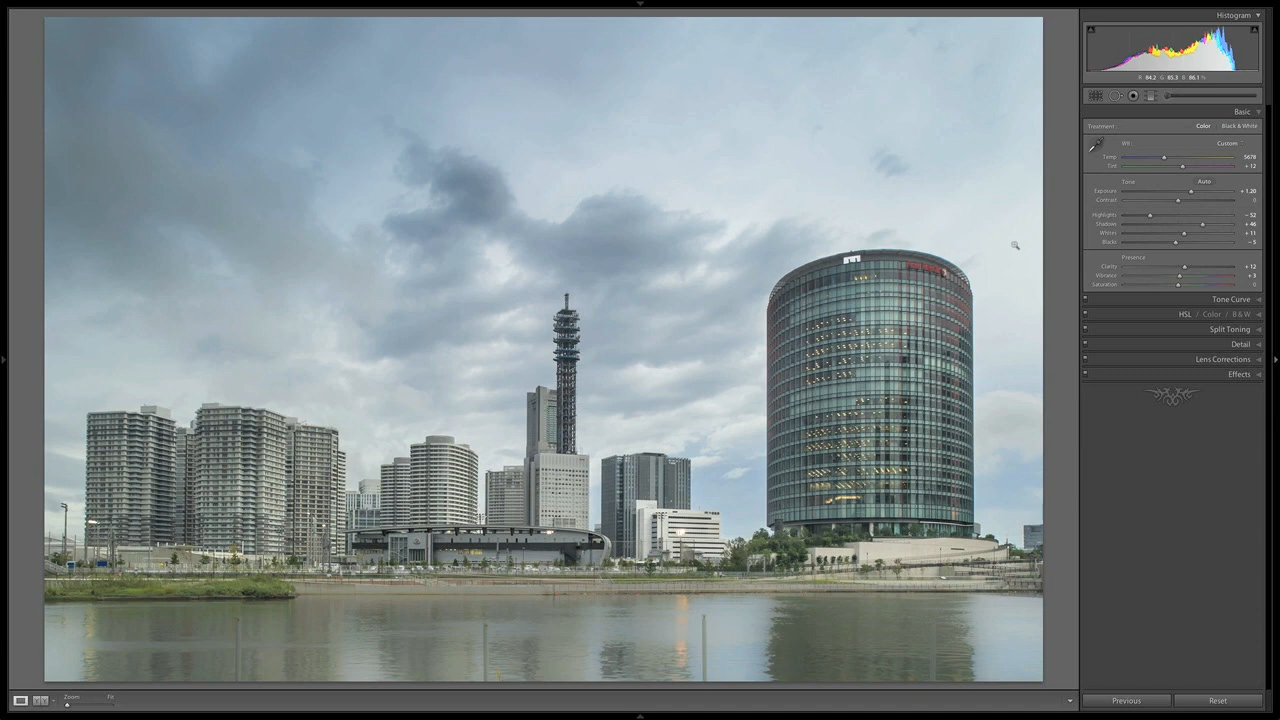 Histogram
R 84.2 G 85.3 B 86.1 %
Basic
Treatment : Color Black & White
WB : Custom
Temp 5678
Tint + 12
Tone Auto
Exposure + 1.20
Contrast 0
Highlights − 52
Shadows + 46
Whites + 11
Blacks − 5
Presence
Clarity + 12
Vibrance + 3
Saturation 0
Tone Curve
HSL / Color / B & W
Split Toning
Detail
Lens Corrections
Effects
Zoom Fit
Previous Reset